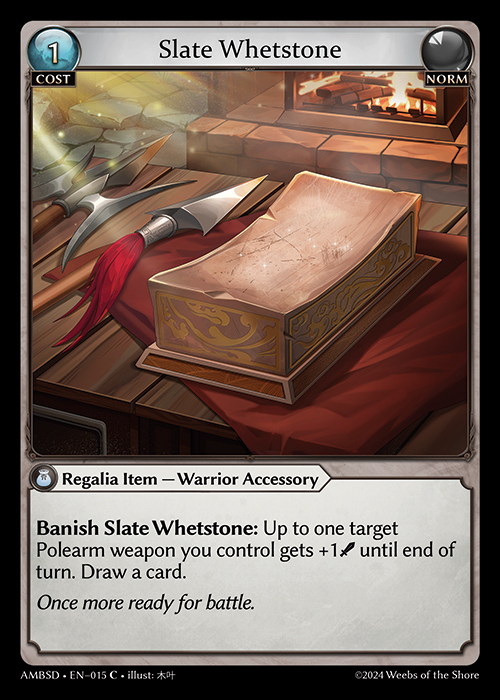 1
Slate Whetstone
COST
NORM
Regalia Item — Warrior Accessory
Banish Slate Whetstone: Up to one target
Polearm weapon you control gets +1 until end of
turn. Draw a card.
Once more ready for battle.
AMBSD • EN-015 C • illust: 木叶
©2024 Weebs of the Shore